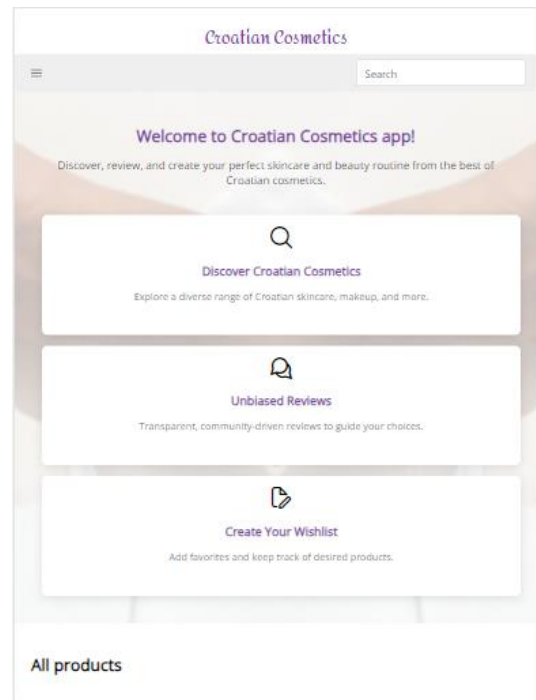 Croatian Cosmetics
Search
Welcome to Croatian Cosmetics app!
Discover, review, and create your perfect skincare and beauty routine from the best of
Croatian cosmetics.
Discover Croatian Cosmetics
Explore a diverse range of Croatian skincare, makeup, and more.
Unbiased Reviews
Transparent, community-driven reviews to guide your choices.
Create Your Wishlist
Add favorites and keep track of desired products.
All products